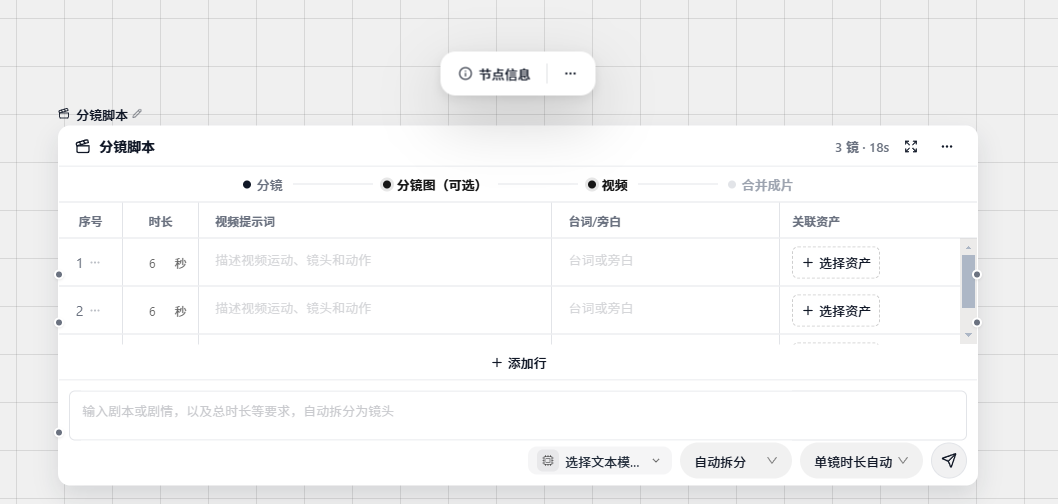 节点信息
分镜脚本
分镜脚本 3 镜 · 18s
分镜 分镜图（可选） 视频 合并成片
序号 时长 视频提示词 台词/旁白 关联资产
1 6 秒 描述视频运动、镜头和动作 台词或旁白 + 选择资产
2 6 秒 描述视频运动、镜头和动作 台词或旁白 + 选择资产
+ 添加行
输入剧本或剧情，以及总时长等要求，自动拆分为镜头
选择文本模... 自动拆分 单镜时长自动